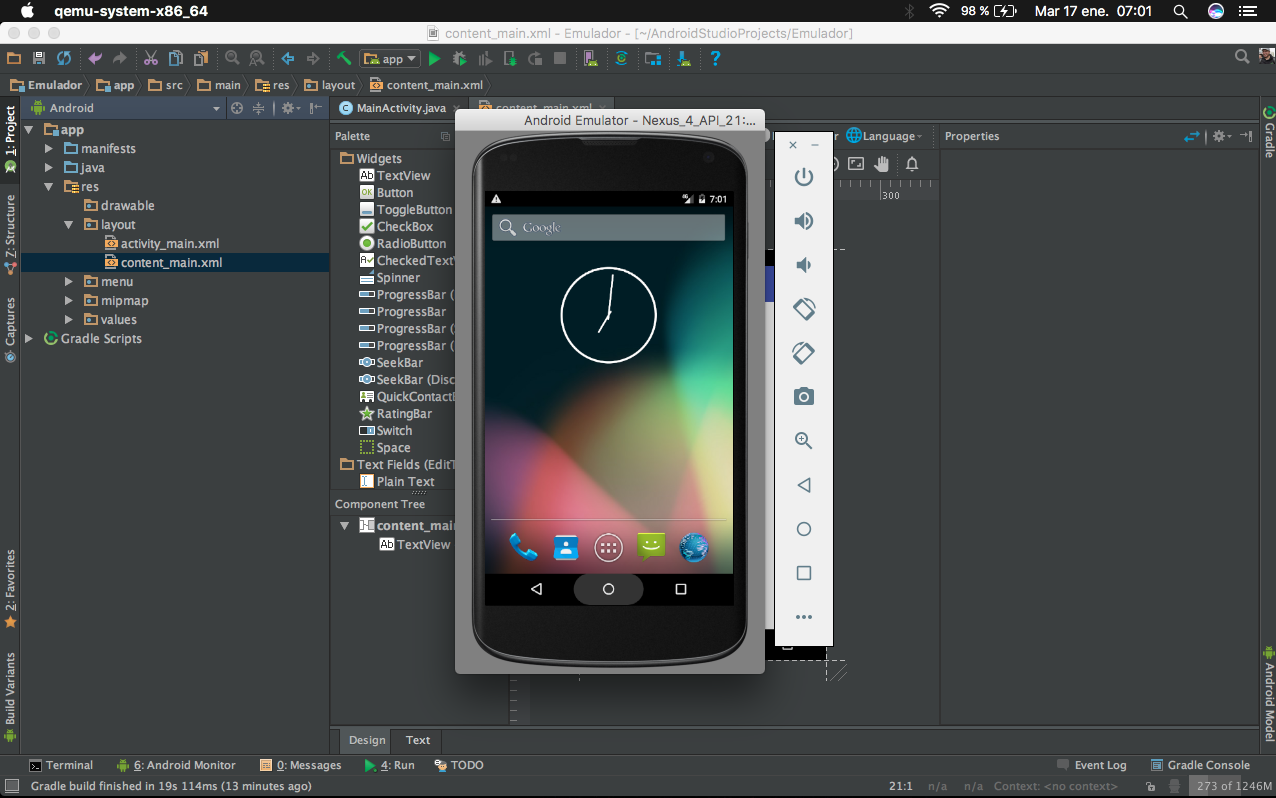 qemu-system-x86_64
98 %
Mar 17 ene. 07:01
content_main.xml - Emulador - [~/AndroidStudioProjects/Emulador]
app
Emulador
app
src
main
res
layout
content_main.xml
Android
MainActivity.java
content_main.xml
Android Emulator - Nexus_4_API_21:...
1: Project
Z: Structure
Captures
2: Favorites
Build Variants
app
manifests
java
res
drawable
layout
activity_main.xml
content_main.xml
menu
mipmap
values
Gradle Scripts
Palette
Widgets
Ab TextView
OK Button
ToggleButton
CheckBox
RadioButton
CheckedText
Spinner
ProgressBar (
ProgressBar
ProgressBar (
ProgressBar (
SeekBar
SeekBar (Disc
QuickContact
RatingBar
Switch
Space
Text Fields (EditT
Plain Text
Component Tree
content_mai
Ab TextView
7:01
Google
Language
300
Properties
Gradle
Android Model
Design
Text
Terminal
6: Android Monitor
0: Messages
4: Run
TODO
Event Log
Gradle Console
Gradle build finished in 19s 114ms (13 minutes ago)
21:1
n/a
n/a
Context: <no context>
273 of 1246M